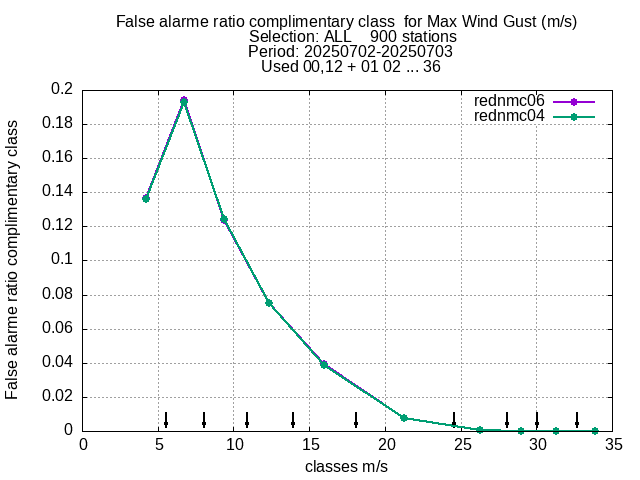 False alarme ratio complimentary class  for Max Wind Gust (m/s)
Selection: ALL    900 stations
Period: 20250702-20250703
Used 00,12 + 01 02 ... 36
rednmc06
rednmc04
False alarme ratio complimentary class
0.2
0.18
0.16
0.14
0.12
0.1
0.08
0.06
0.04
0.02
0
0 5 10 15 20 25 30 35
classes m/s